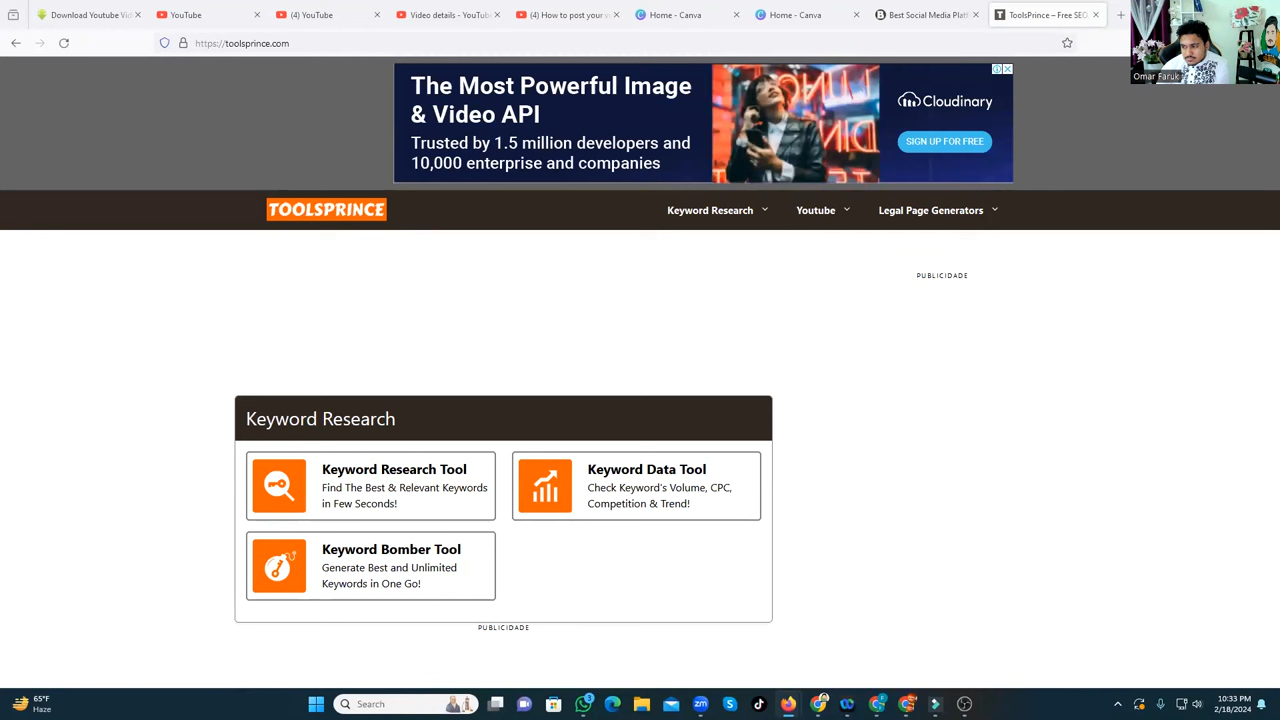 Download Youtube Vid
YouTube
(4) YouTube
Video details - YouTub
(4) How to post your v
Home - Canva
Home - Canva
Best Social Media Platf
ToolsPrince – Free SEO
https://toolsprince.com
Omar Faruk
The Most Powerful Image
& Video API
Trusted by 1.5 million developers and
10,000 enterprise and companies
Cloudinary
SIGN UP FOR FREE
TOOLSPRINCE
Keyword Research
Youtube
Legal Page Generators
PUBLICIDADE
Keyword Research
Keyword Research Tool
Find The Best & Relevant Keywords
in Few Seconds!
Keyword Data Tool
Check Keyword's Volume, CPC,
Competition & Trend!
Keyword Bomber Tool
Generate Best and Unlimited
Keywords in One Go!
PUBLICIDADE
65°F
Haze
Search
10:33 PM
2/18/2024